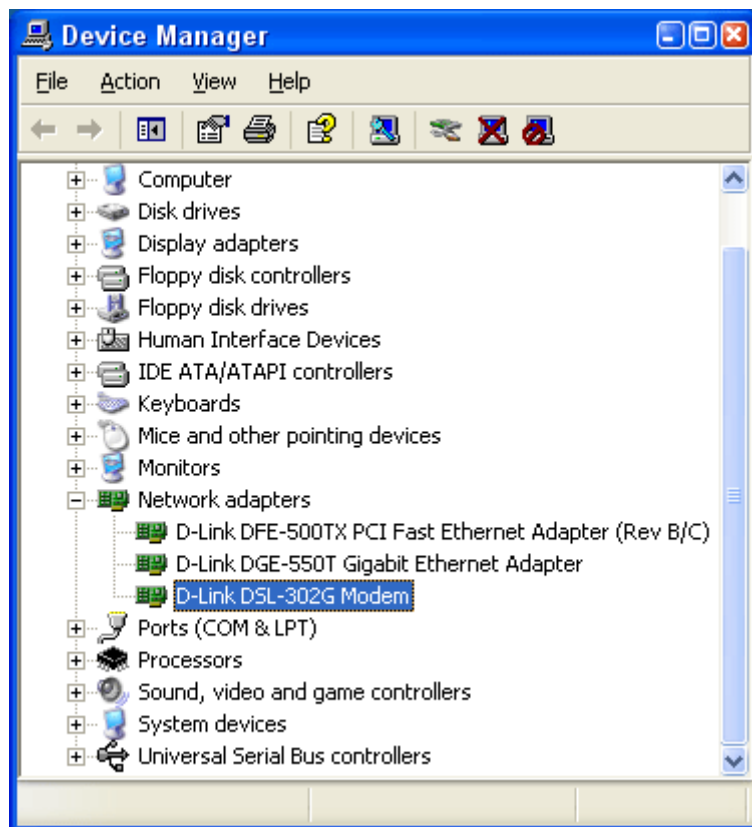 Device Manager
File Action View Help
Computer
Disk drives
Display adapters
Floppy disk controllers
Floppy disk drives
Human Interface Devices
IDE ATA/ATAPI controllers
Keyboards
Mice and other pointing devices
Monitors
Network adapters
D-Link DFE-500TX PCI Fast Ethernet Adapter (Rev B/C)
D-Link DGE-550T Gigabit Ethernet Adapter
D-Link DSL-302G Modem
Ports (COM & LPT)
Processors
Sound, video and game controllers
System devices
Universal Serial Bus controllers